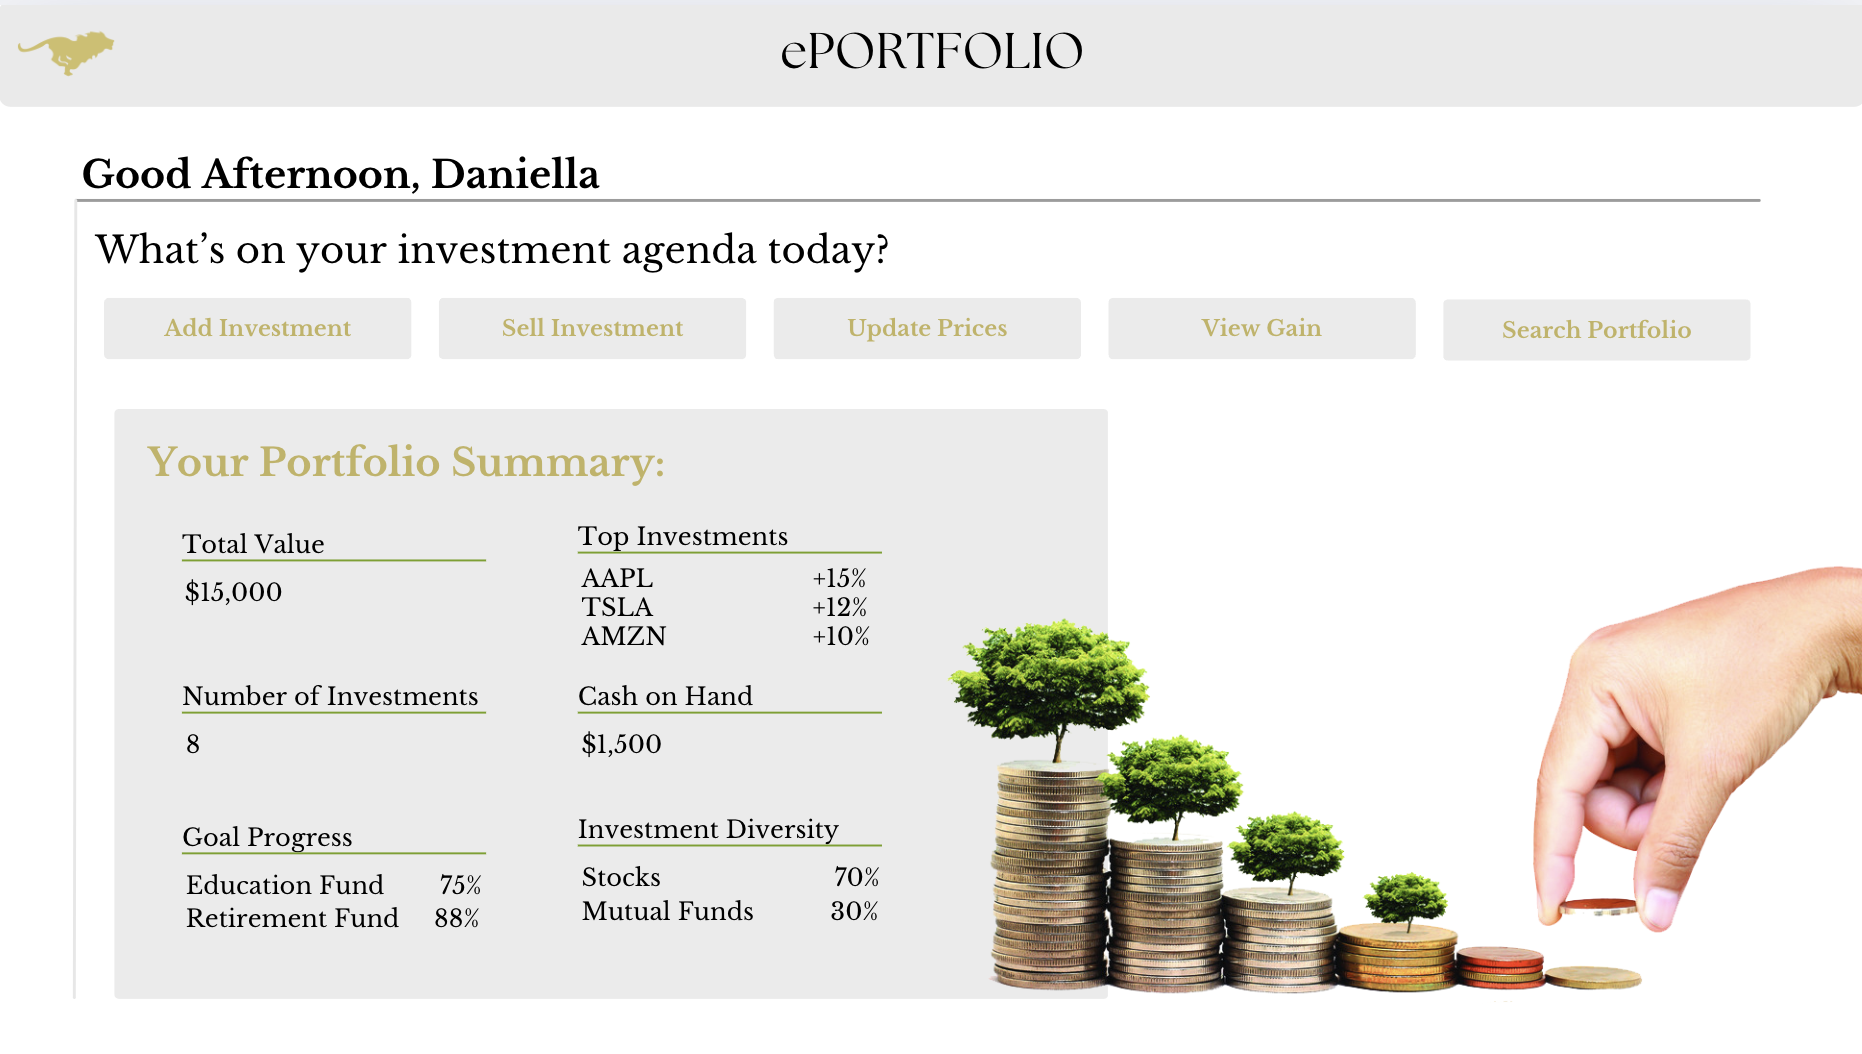 ePORTFOLIO
Good Afternoon, Daniella
What’s on your investment agenda today?
Add Investment
Sell Investment
Update Prices
View Gain
Search Portfolio
Your Portfolio Summary:
Total Value
$15,000
Top Investments
AAPL +15%
TSLA +12%
AMZN +10%
Number of Investments
8
Cash on Hand
$1,500
Goal Progress
Education Fund 75%
Retirement Fund 88%
Investment Diversity
Stocks 70%
Mutual Funds 30%